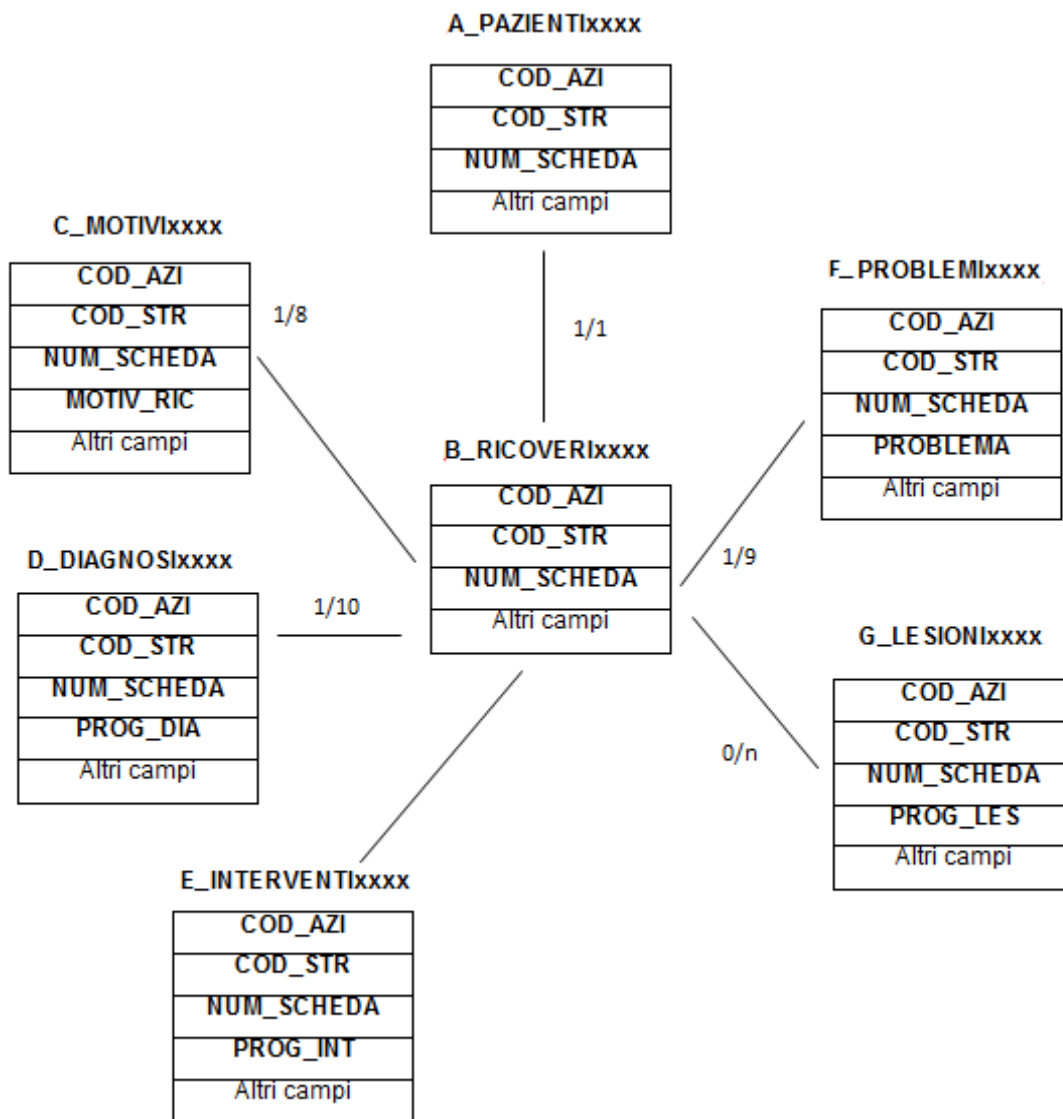 A_PAZIENTIxxxx
COD_AZI
COD_STR
NUM_SCHEDA
Altri campi
C_MOTIVIxxxx
COD_AZI
COD_STR
NUM_SCHEDA
MOTIV_RIC
Altri campi
1/8
1/1
F_PROBLEMIxxxx
COD_AZI
COD_STR
NUM_SCHEDA
PROBLEMA
Altri campi
B_RICOVERIxxxx
COD_AZI
COD_STR
NUM_SCHEDA
Altri campi
1/9
D_DIAGNOSIxxxx
COD_AZI
COD_STR
NUM_SCHEDA
PROG_DIA
Altri campi
1/10
G_LESIONIxxxx
COD_AZI
COD_STR
NUM_SCHEDA
PROG_LES
Altri campi
0/n
E_INTERVENTIxxxx
COD_AZI
COD_STR
NUM_SCHEDA
PROG_INT
Altri campi